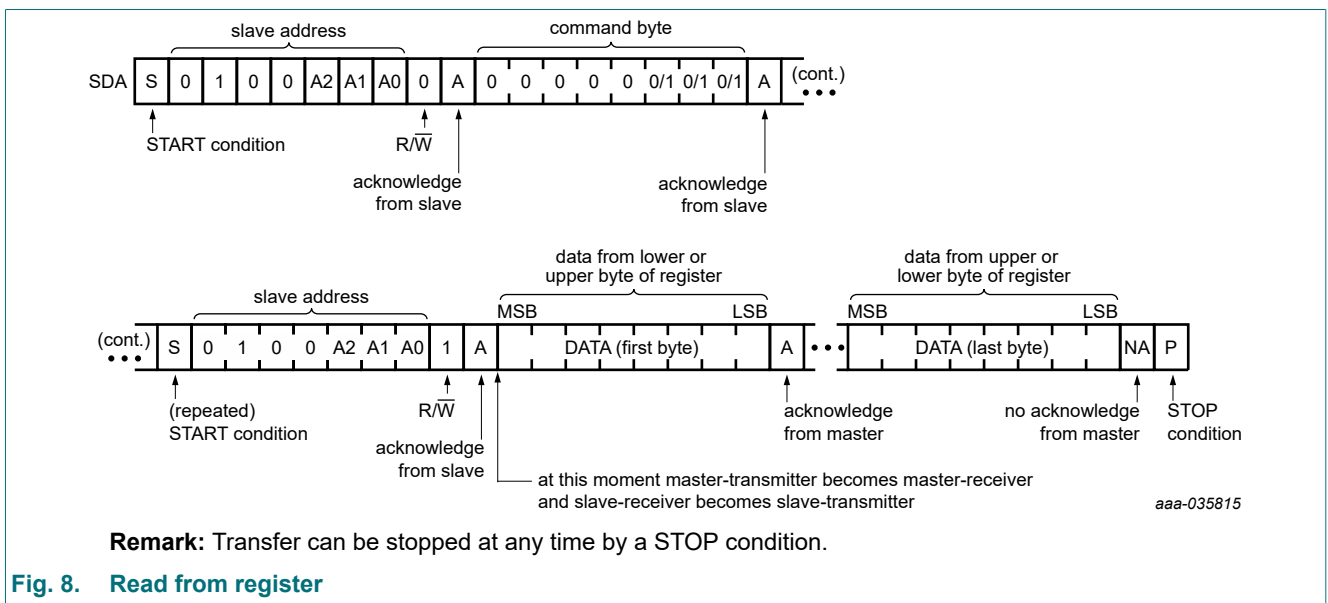 slave address command byte
SDA S 0 1 0 0 A2 A1 A0 0 A 0 0 0 0 0 0/1 0/1 0/1 A (cont.)
START condition R/W̅
acknowledge
from slave
acknowledge
from slave
data from lower or
upper byte of register
data from upper or
lower byte of register
slave address
MSB LSB MSB LSB
(cont.) S 0 1 0 0 A2 A1 A0 1 A DATA (first byte) A DATA (last byte) NA P
(repeated)
START condition
R/W̅
acknowledge
from slave
acknowledge
from master
no acknowledge
from master
STOP
condition
at this moment master-transmitter becomes master-receiver
and slave-receiver becomes slave-transmitter
aaa-035815
Remark: Transfer can be stopped at any time by a STOP condition.
Fig. 8. Read from register